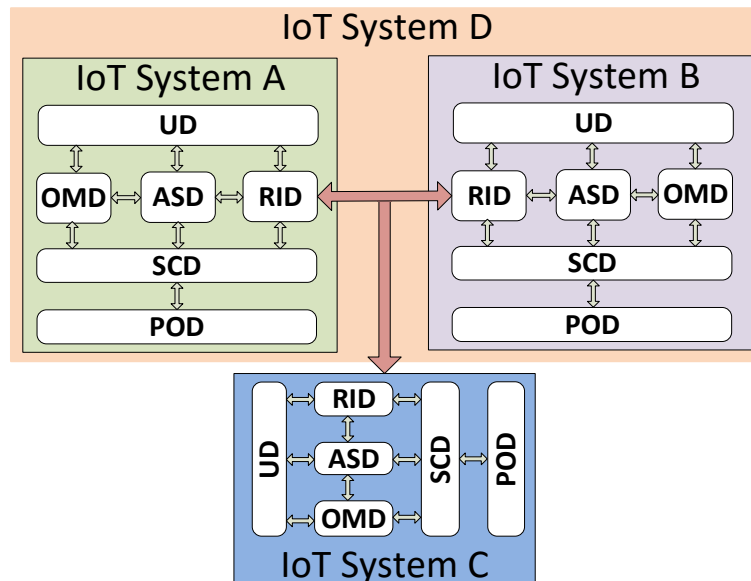 IoT System D
IoT System A
UD
OMD ASD RID
SCD
POD
IoT System B
UD
RID ASD OMD
SCD
POD
UD
RID
ASD
OMD
SCD
POD
IoT System C